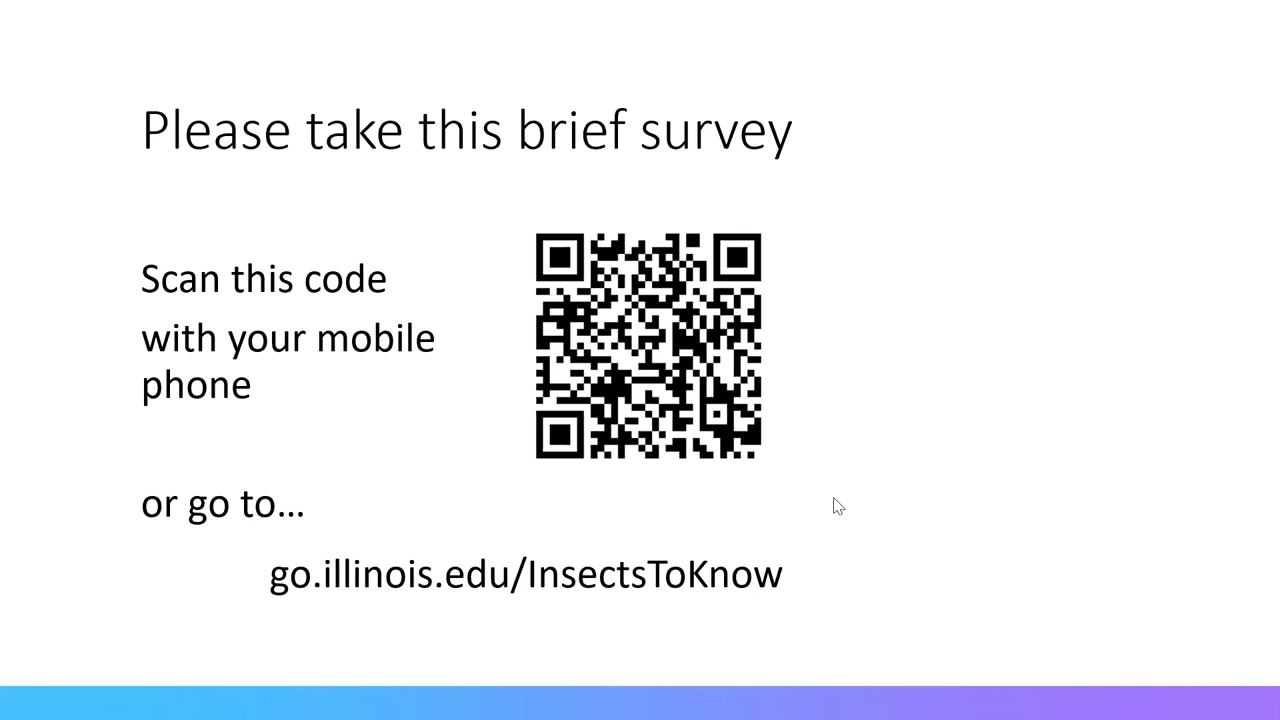 Please take this brief survey
Scan this code
with your mobile
phone
or go to...
go.illinois.edu/InsectsToKnow